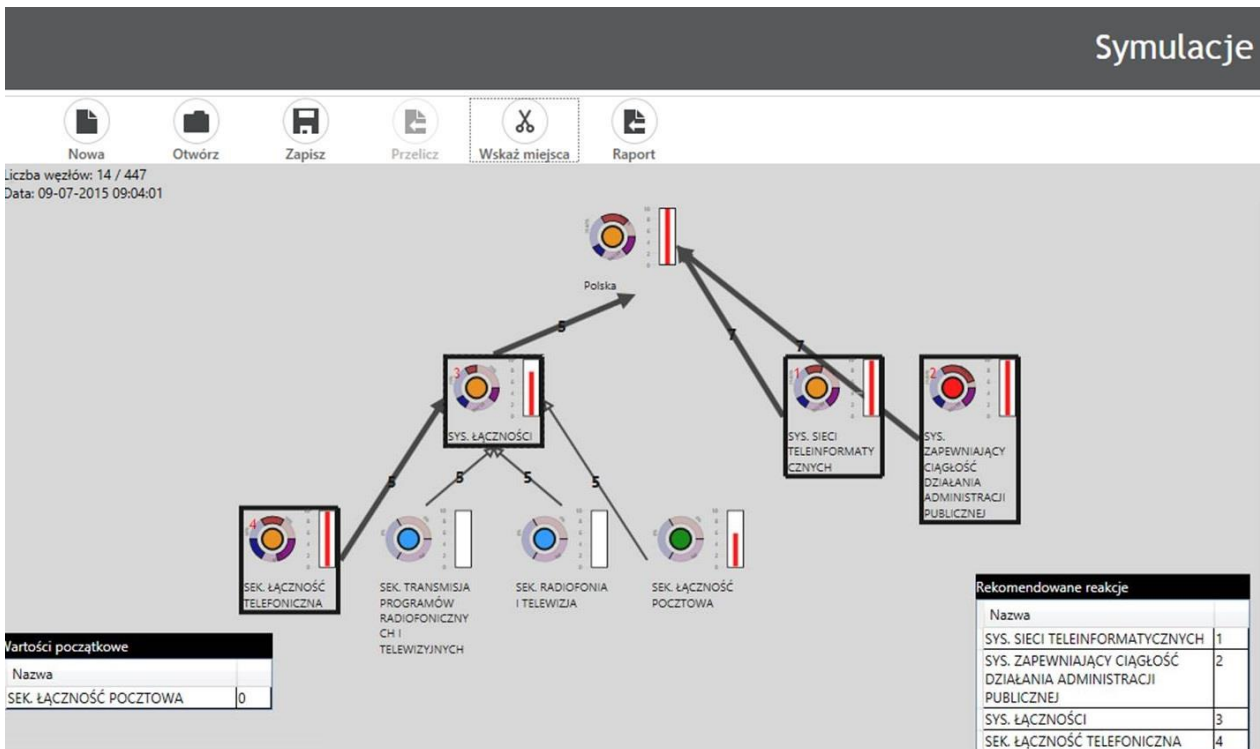 Symulacje
Nowa
Otwórz
Zapisz
Przelicz
Wskaż miejsca
Raport
Liczba węzłów: 14 / 447
Data: 09-07-2015 09:04:01
Polska
5
7
7
3
SYS. ŁĄCZNOŚCI
1
SYS. SIECI
TELEINFORMATY
CZNYCH
2
SYS.
ZAPEWNIAJĄCY
CIĄGŁOŚĆ
DZIAŁANIA
ADMINISTRACJI
PUBLICZNEJ
5
5
5
5
4
SEK. ŁĄCZNOŚĆ
TELEFONICZNA
SEK. TRANSMISJA
PROGRAMÓW
RADIOFONICZNY
CH I
TELEWIZYJNYCH
SEK. RADIOFONIA
I TELEWIZJA
SEK. ŁĄCZNOŚĆ
POCZTOWA
Wartości początkowe
Nazwa
SEK. ŁĄCZNOŚĆ POCZTOWA 0
Rekomendowane reakcje
Nazwa
SYS. SIECI TELEINFORMATYCZNYCH 1
SYS. ZAPEWNIAJĄCY CIĄGŁOŚĆ 2
DZIAŁANIA ADMINISTRACJI
PUBLICZNEJ
SYS. ŁĄCZNOŚCI 3
SEK. ŁĄCZNOŚĆ TELEFONICZNA 4